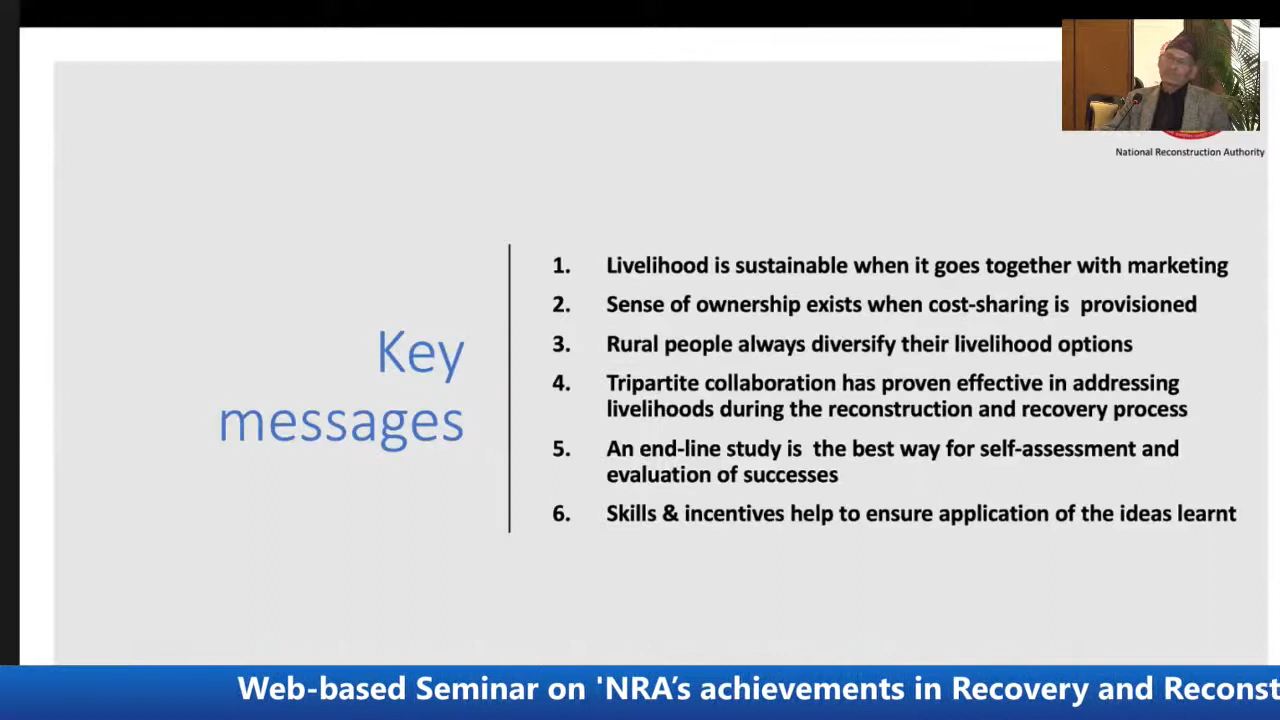 National Reconstruction Authority
Key
messages
1. Livelihood is sustainable when it goes together with marketing
2. Sense of ownership exists when cost-sharing is provisioned
3. Rural people always diversify their livelihood options
4. Tripartite collaboration has proven effective in addressing
livelihoods during the reconstruction and recovery process
5. An end-line study is the best way for self-assessment and
evaluation of successes
6. Skills & incentives help to ensure application of the ideas learnt
Web-based Seminar on 'NRA’s achievements in Recovery and Reconst